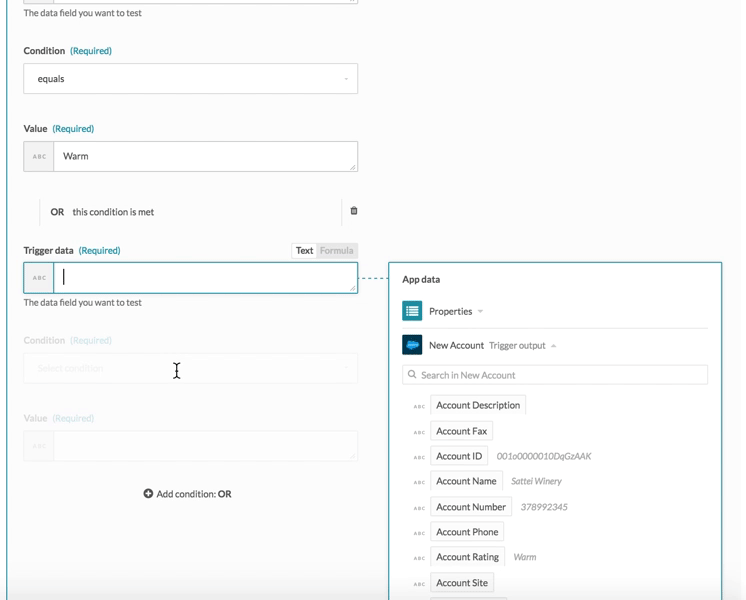 The data field you want to test
Condition (Required)
equals
Value (Required)
ABC Warm
OR this condition is met
Trigger data (Required) Text Formula
ABC
The data field you want to test
Condition (Required)
Select condition
Value (Required)
ABC
Add condition: OR
App data
Properties
New Account Trigger output
Search in New Account
ABC Account Description
ABC Account Fax
ABC Account ID 001o0000010DqGzAAK
ABC Account Name Sattei Winery
ABC Account Number 378992345
ABC Account Phone
ABC Account Rating Warm
ABC Account Site